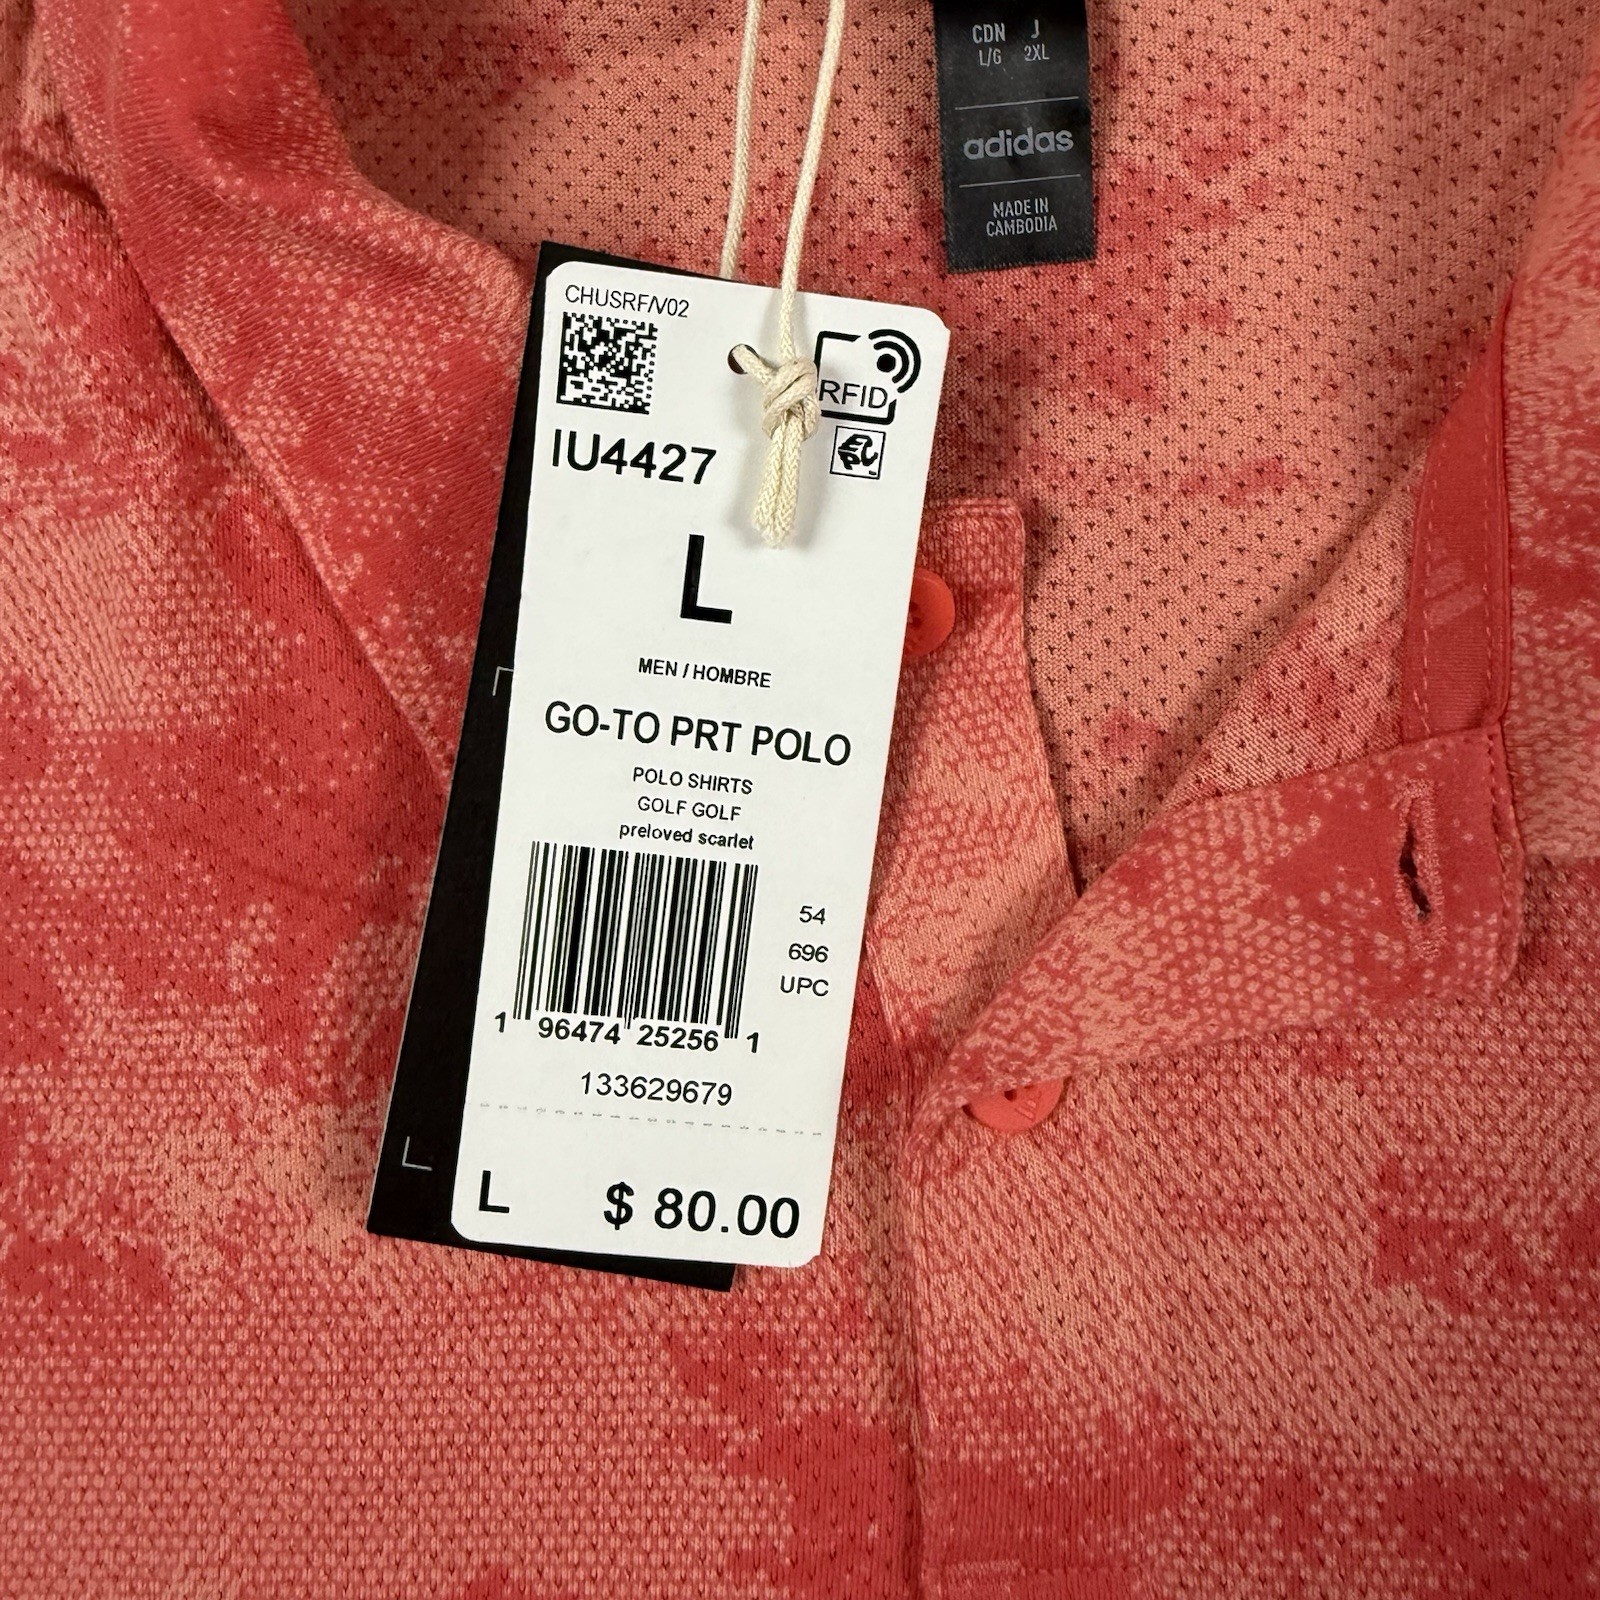 CDN J
L/G 2XL
adidas
MADE IN
CAMBODIA
CHUSRF/V02
RFID
EPC
IU4427
L
MEN / HOMBRE
GO-TO PRT POLO
POLO SHIRTS
GOLF GOLF
preloved scarlet
54
696
UPC
1 96474 25256 1
133629679
L $ 80.00